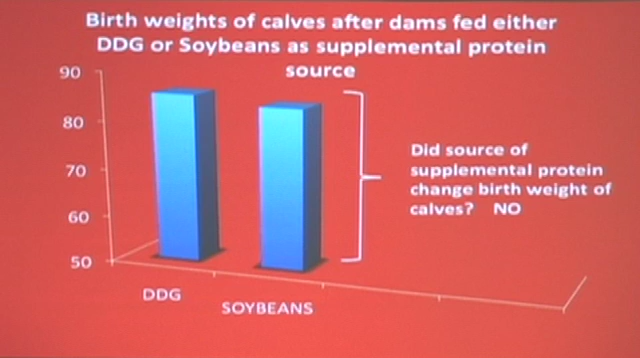 Birth weights of calves after dams fed either
DDG or Soybeans as supplemental protein
source
90
80
70
60
50
DDG
SOYBEANS
Did source of
supplemental protein
change birth weight of
calves? NO